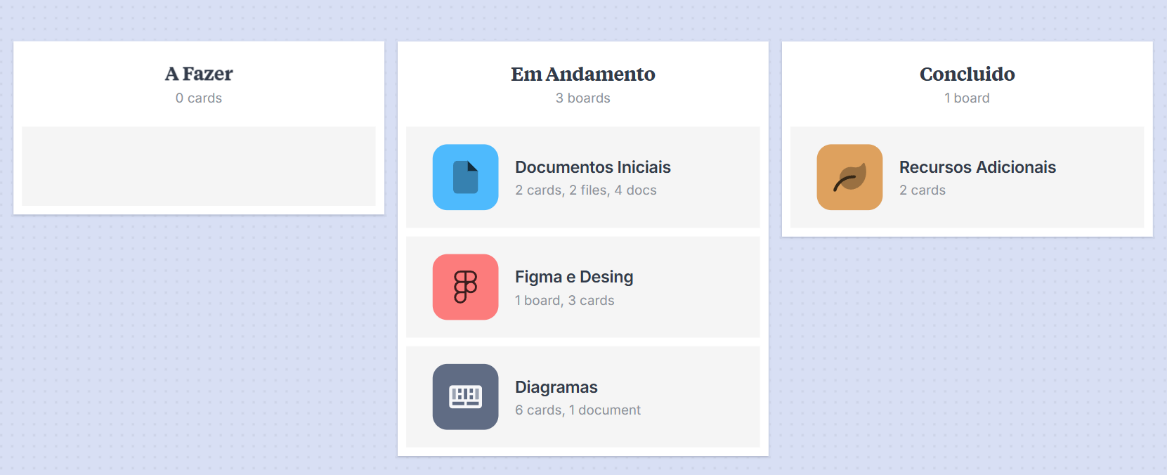 A Fazer
0 cards
Em Andamento
3 boards
Documentos Iniciais
2 cards, 2 files, 4 docs
Figma e Desing
1 board, 3 cards
Diagramas
6 cards, 1 document
Concluido
1 board
Recursos Adicionais
2 cards